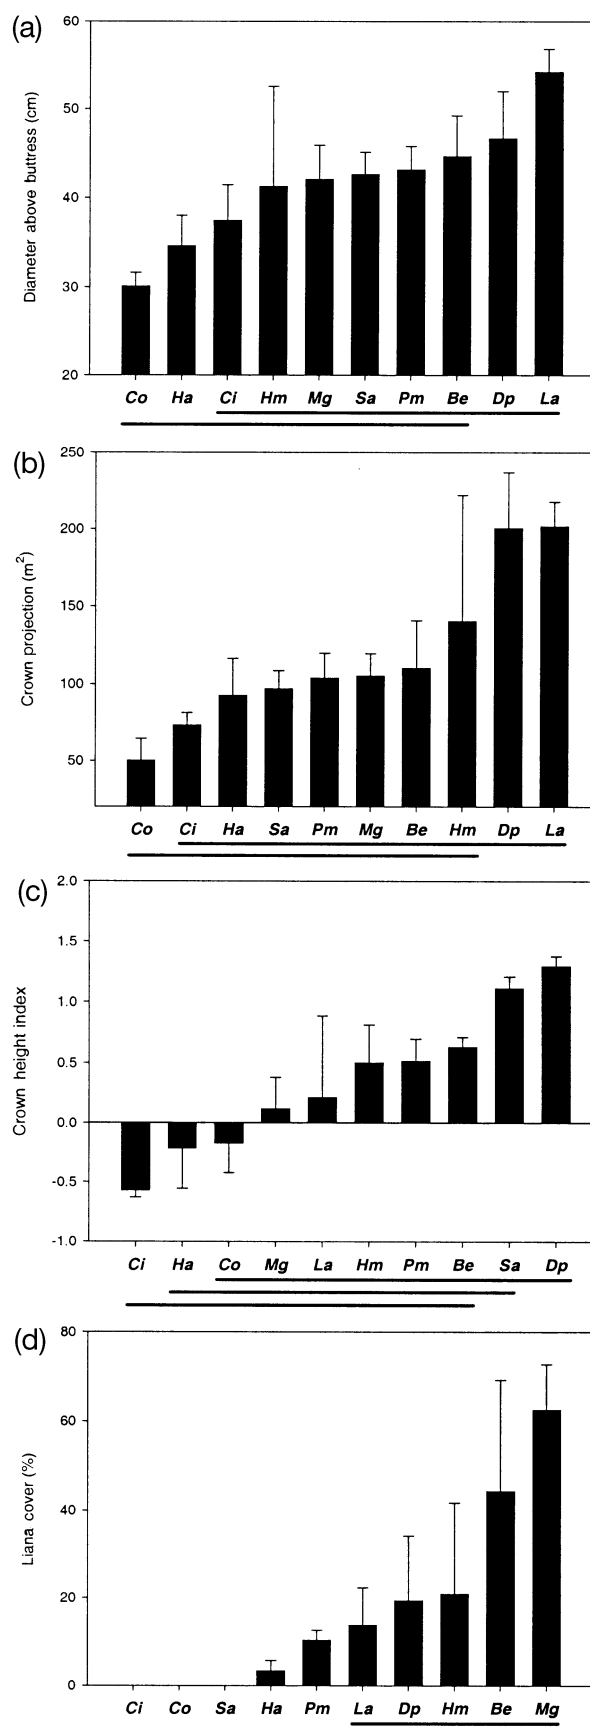 (a)
60
50
40
30
20
Diameter above buttress (cm)
Co Ha Ci Hm Mg Sa Pm Be Dp La
(b)
250
200
150
100
50
Crown projection (m²)
Co Ci Ha Sa Pm Mg Be Hm Dp La
(c)
2.0
1.5
1.0
0.5
0.0
-0.5
-1.0
Crown height index
Ci Ha Co Mg La Hm Pm Be Sa Dp
(d)
80
60
40
20
0
Liana cover (%)
Ci Co Sa Ha Pm La Dp Hm Be Mg